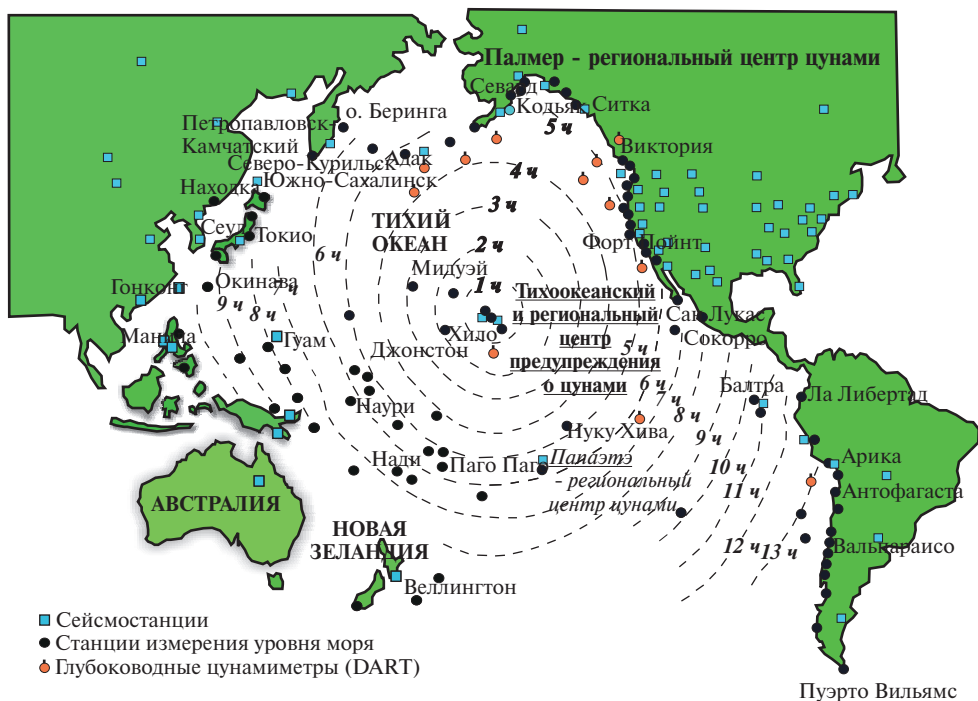 Палмер - региональный центр цунами
Севард
Кодьяк
Ситка
о. Беринга
5 ч
Петропавловск-
Камчатский
Адак
Виктория
Северо-Курильск
4 ч
Южно-Сахалинск
Находка
3 ч
ТИХИЙ
ОКЕАН
Сеул
Токио
2 ч
Форт Пойнт
6 ч
Мидуэй
1 ч
Гонконг
Окинава
7 ч
9 ч
8 ч
Тихоокеанский
и региональный
центр
предупреждения
о цунами
Сан Лукас
Сокорро
Манила
Гуам
Хило
Джонстон
5 ч
6 ч
7 ч
8 ч
9 ч
Балтра
Ла Либертад
Наури
Нуку Хива
Нади
Паго Паго
Папаэтэ
- региональный
центр цунами
10 ч
11 ч
12 ч
13 ч
Арика
Антофагаста
Вальпараисо
АВСТРАЛИЯ
НОВАЯ
ЗЕЛАНДИЯ
Веллингтон
Сейсмостанции
Станции измерения уровня моря
Глубоководные цунамиметры (DART)
Пуэрто Вильямс